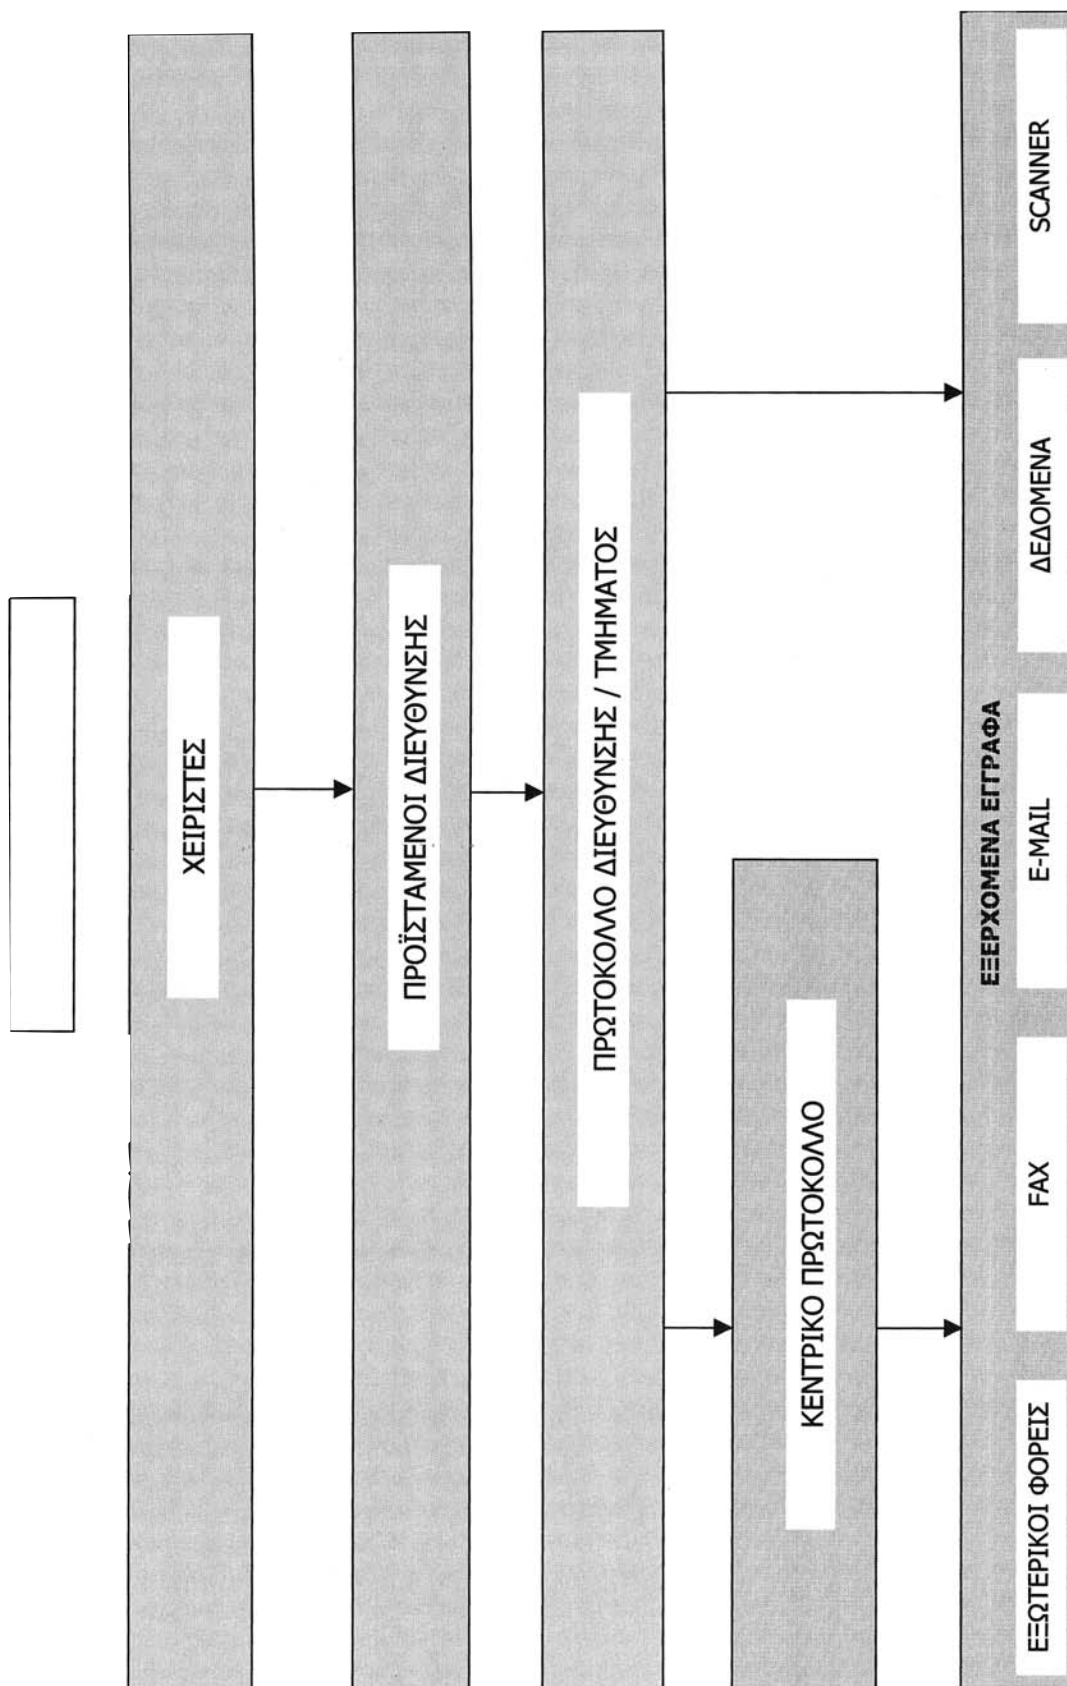 ΧΕΙΡΙΣΤΕΣ
ΠΡΟΪΣΤΑΜΕΝΟΙ ΔΙΕΥΘΥΝΣΗΣ
ΠΡΩΤΟΚΟΛΛΟ ΔΙΕΥΘΥΝΣΗΣ / ΤΜΗΜΑΤΟΣ
ΚΕΝΤΡΙΚΟ ΠΡΩΤΟΚΟΛΛΟ
ΕΞΕΡΧΟΜΕΝΑ ΕΓΓΡΑΦΑ
ΕΞΩΤΕΡΙΚΟΙ ΦΟΡΕΙΣ
FAX
E-MAIL
ΔΕΔΟΜΕΝΑ
SCANNER